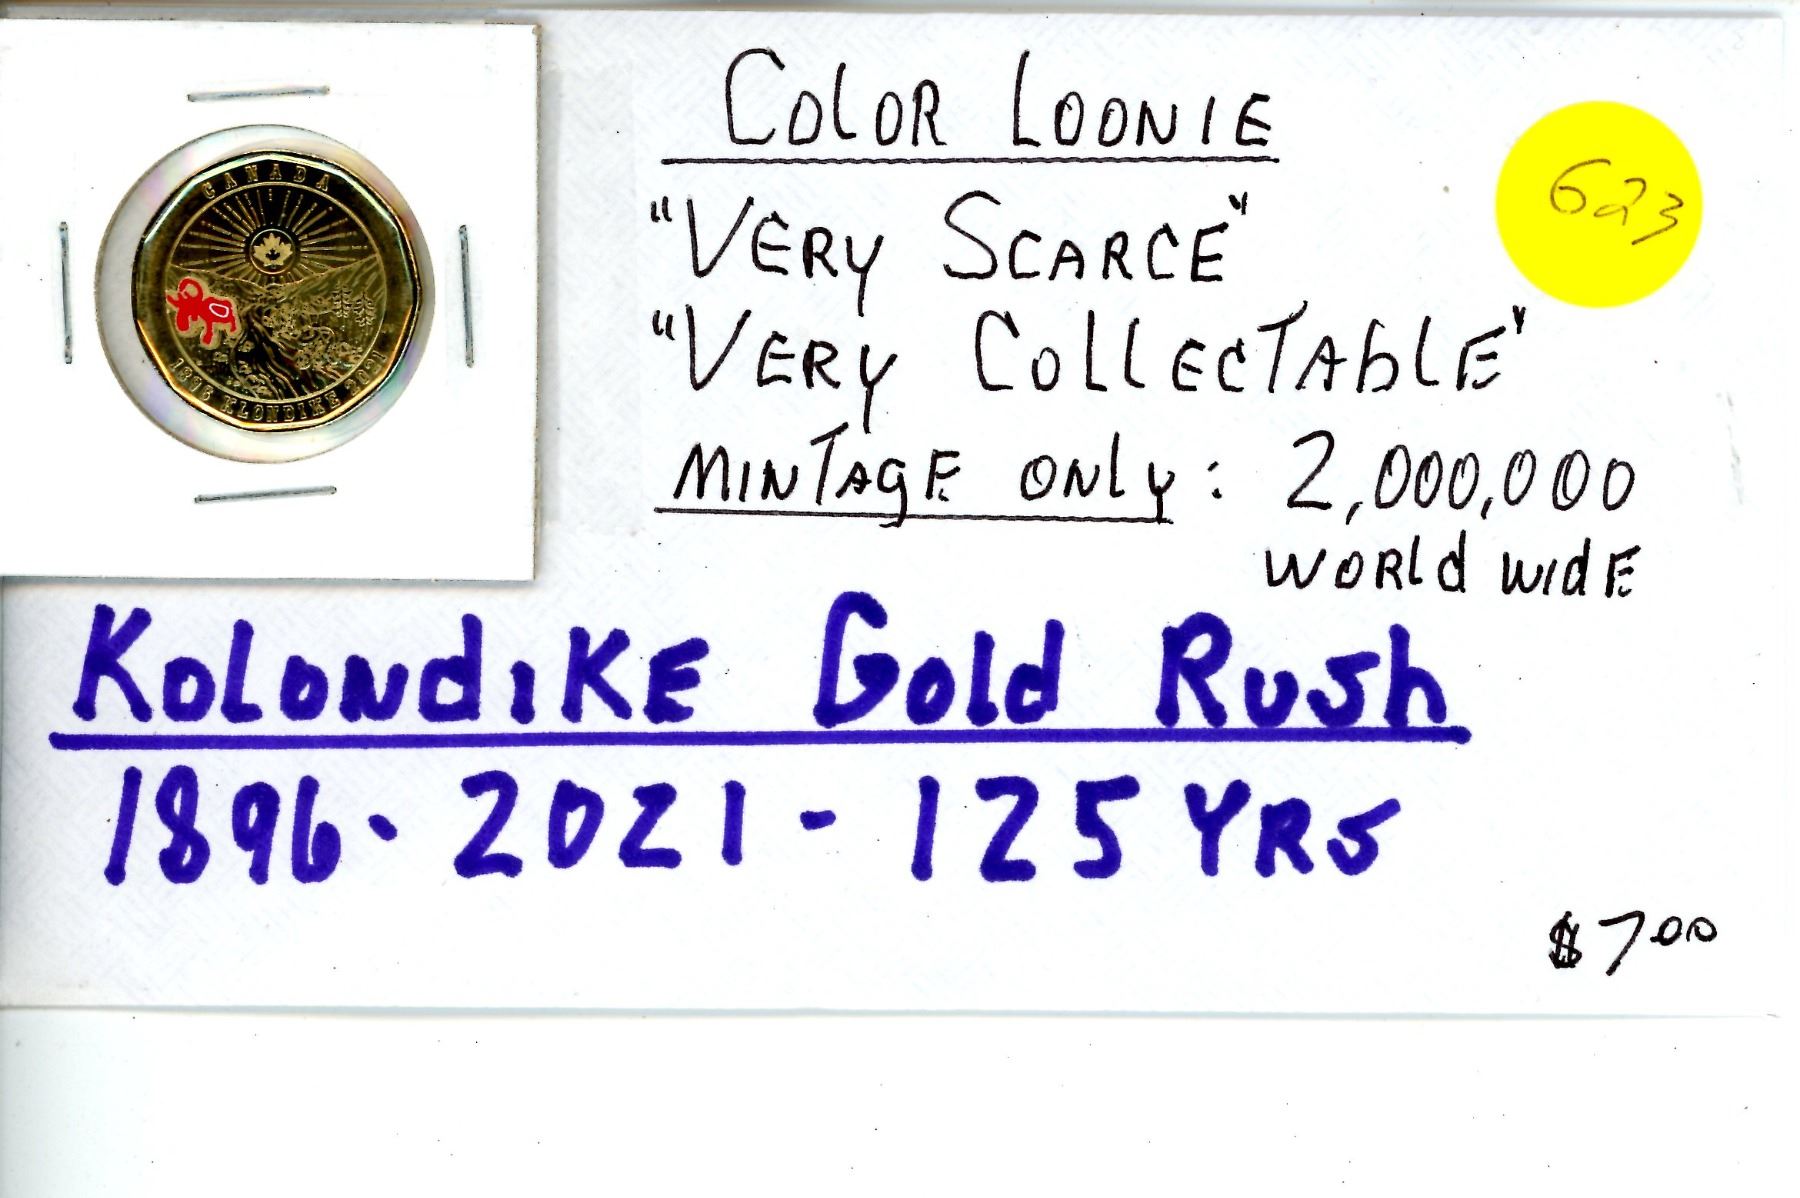 CANADA
1896 KLONDIKE 2021
COLOR LOONIE
"VERY SCARCE"
"VERY COLLECTABLE"
MINTAGE ONLY: 2,000,000
WORLD WIDE
623
KOLONDIKE GOLD RUSH
1896 - 2021 - 125 YRS
$7.00